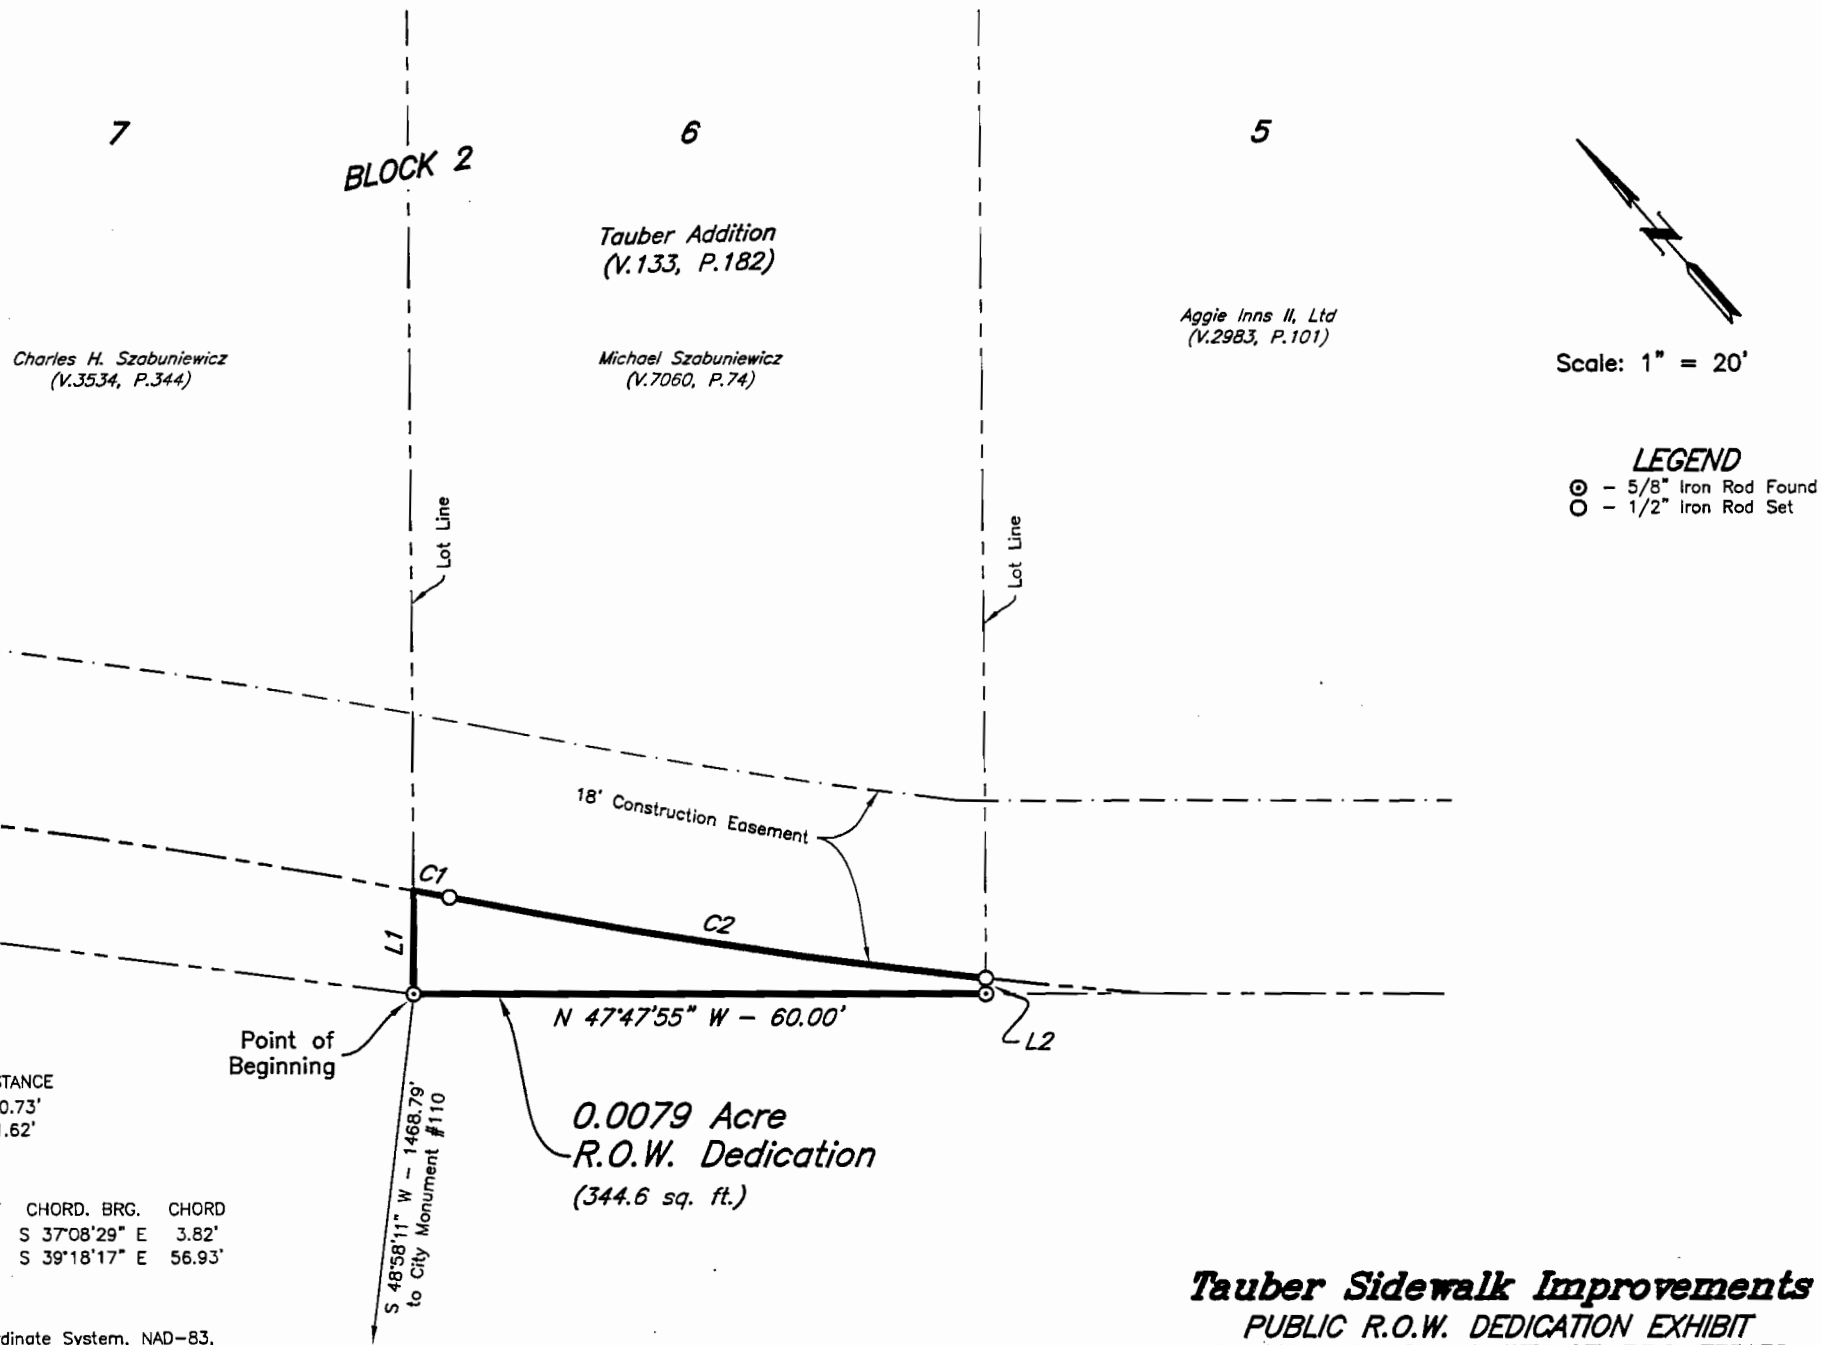 7
BLOCK 2
6
5
Tauber Addition
(V.133, P.182)
Charles H. Szabuniewicz
(V.3534, P.344)
Michael Szabuniewicz
(V.7060, P.74)
Aggie Inns II, Ltd
(V.2983, P.101)
Scale: 1" = 20'
LEGEND
- 5/8" Iron Rod Found
- 1/2" Iron Rod Set
Lot Line
Lot Line
18' Construction Easement
C1
C2
L1
N 47°47'55" W - 60.00'
L2
Point of
Beginning
S 48°58'11" W - 1468.79'
to City Monument #110
0.0079 Acre
R.O.W. Dedication
(344.6 sq. ft.)
STANCE
0.73'
.62'
CHORD. BRG. CHORD
S 37°08'29" E 3.82'
S 39°18'17" E 56.93'
dinate System, NAD-83,
Tauber Sidewalk Improvements
PUBLIC R.O.W. DEDICATION EXHIBIT